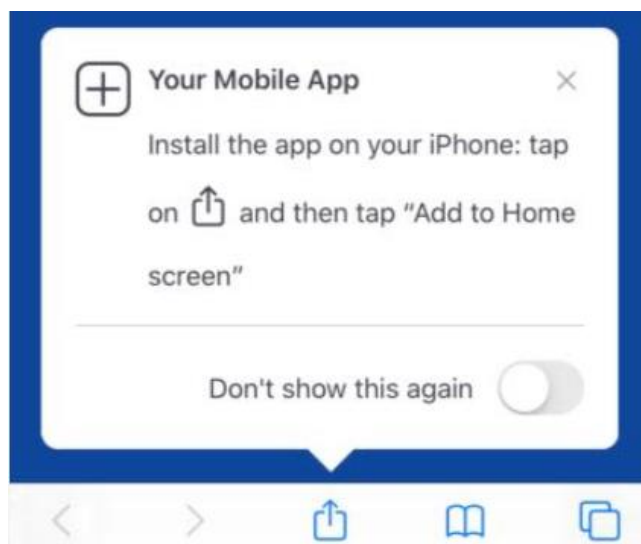 Your Mobile App
Install the app on your iPhone: tap
on and then tap "Add to Home
screen"
Don't show this again